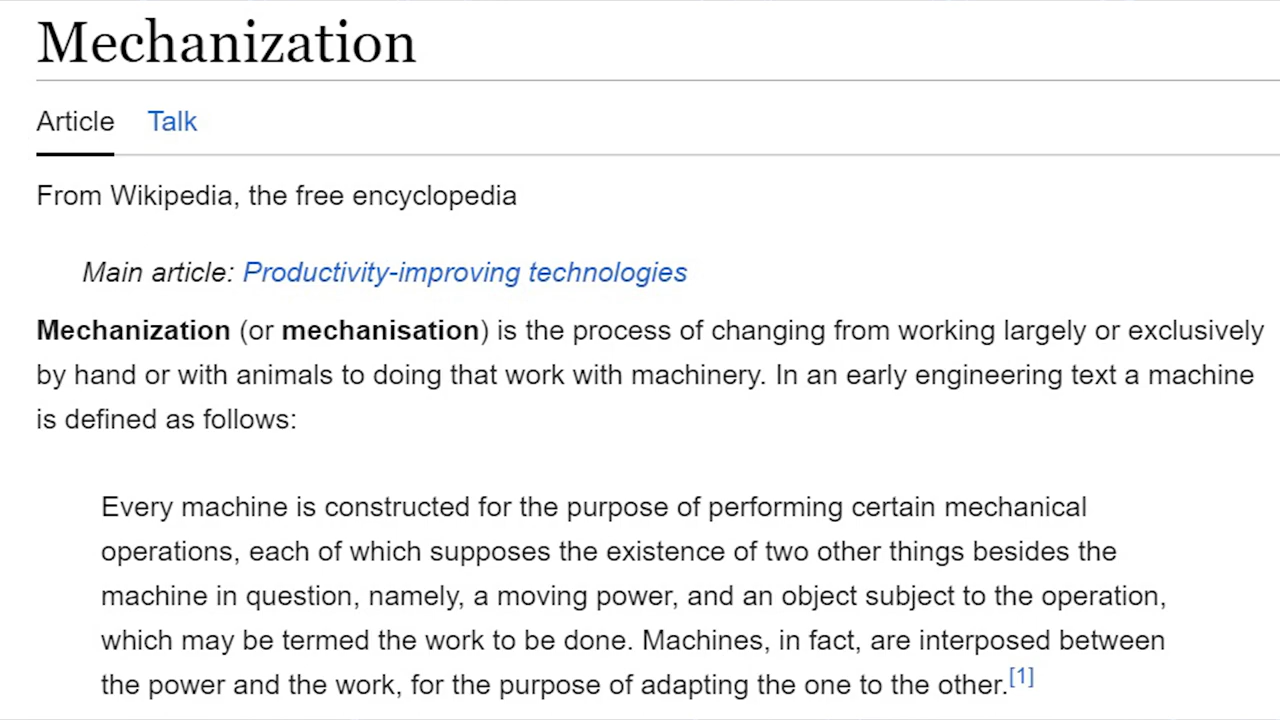 Mechanization
Article Talk
From Wikipedia, the free encyclopedia
Main article: Productivity-improving technologies
Mechanization (or mechanisation) is the process of changing from working largely or exclusively
by hand or with animals to doing that work with machinery. In an early engineering text a machine
is defined as follows:
Every machine is constructed for the purpose of performing certain mechanical
operations, each of which supposes the existence of two other things besides the
machine in question, namely, a moving power, and an object subject to the operation,
which may be termed the work to be done. Machines, in fact, are interposed between
the power and the work, for the purpose of adapting the one to the other.[1]